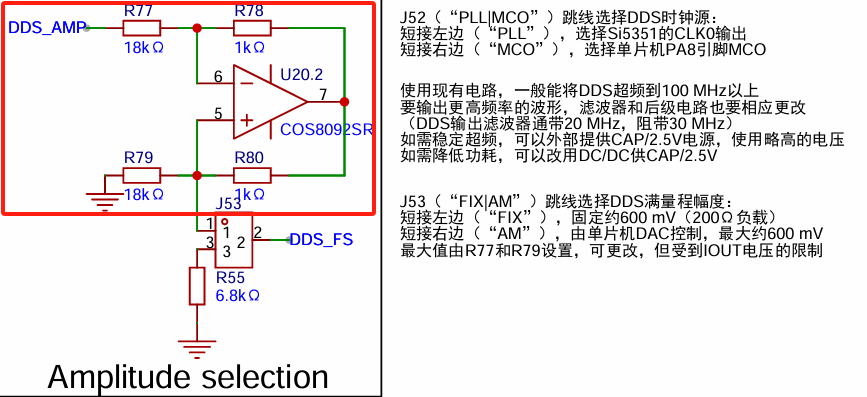 R77
R78
DDS_AMP
18kΩ
1kΩ
6
U20.2
7
5
COS8092SR
R79
R80
18kΩ
1kΩ
J53
1
1
2
2
DDS_FS
3
3
R55
6.8kΩ
Amplitude selection
J52（“PLL|MCO”）跳线选择DDS时钟源：
短接左边（“PLL”），选择Si5351的CLK0输出
短接右边（“MCO”），选择单片机PA8引脚MCO
使用现有电路，一般能将DDS超频到100 MHz以上
要输出更高频率的波形，滤波器和后级电路也要相应更改
（DDS输出滤波器通带20 MHz，阻带30 MHz）
如需稳定超频，可以外部提供CAP/2.5V电源，使用略高的电压
如需降低功耗，可以改用DC/DC供CAP/2.5V
J53（“FIX|AM”）跳线选择DDS满量程幅度：
短接左边（“FIX”），固定约600 mV（200Ω负载）
短接右边（“AM”），由单片机DAC控制，最大约600 mV
最大值由R77和R79设置，可更改，但受到IOUT电压的限制